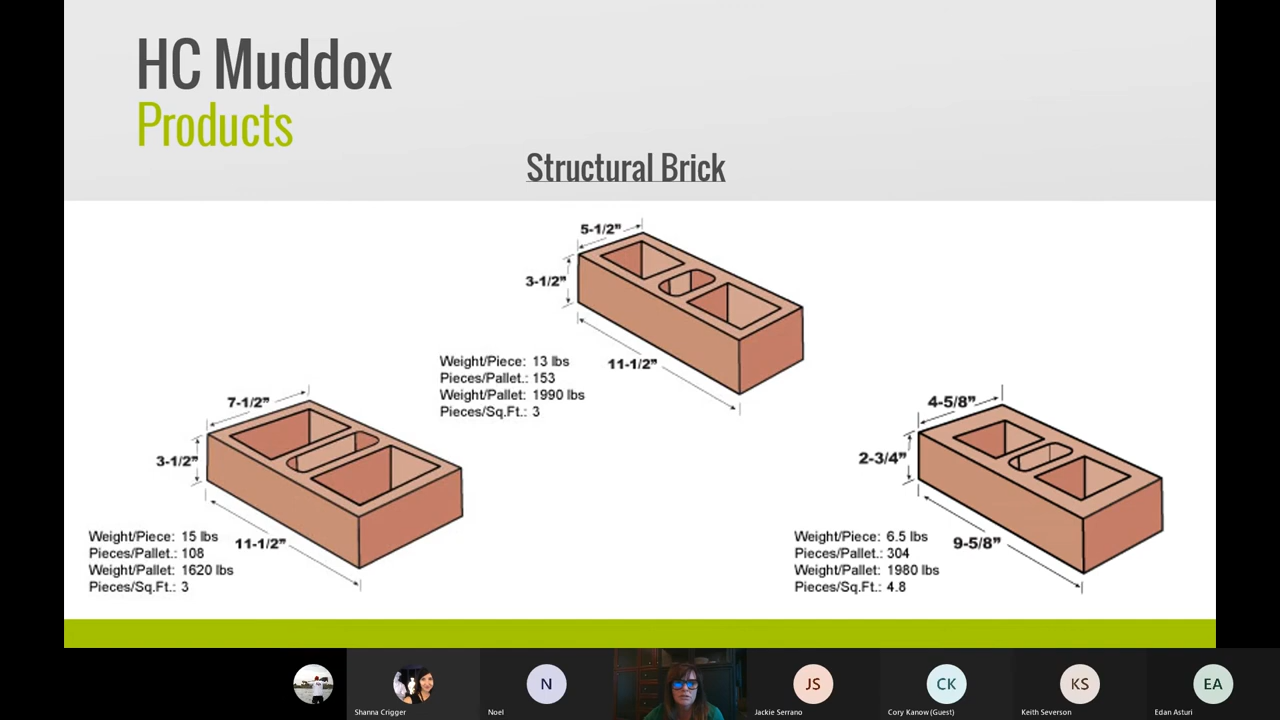 HC Muddox
Products
Structural Brick
5-1/2"
3-1/2"
11-1/2"
Weight/Piece: 13 lbs
Pieces/Pallet.: 153
Weight/Pallet: 1990 lbs
Pieces/Sq.Ft.: 3
7-1/2"
3-1/2"
11-1/2"
Weight/Piece: 15 lbs
Pieces/Pallet.: 108
Weight/Pallet: 1620 lbs
Pieces/Sq.Ft.: 3
4-5/8"
2-3/4"
9-5/8"
Weight/Piece: 6.5 lbs
Pieces/Pallet.: 304
Weight/Pallet: 1980 lbs
Pieces/Sq.Ft.: 4.8
N
JS
CK
KS
EA
Shanna Crigger
Noel
Jackie Serrano
Cory Kanow (Guest)
Keith Severson
Edan Asturi